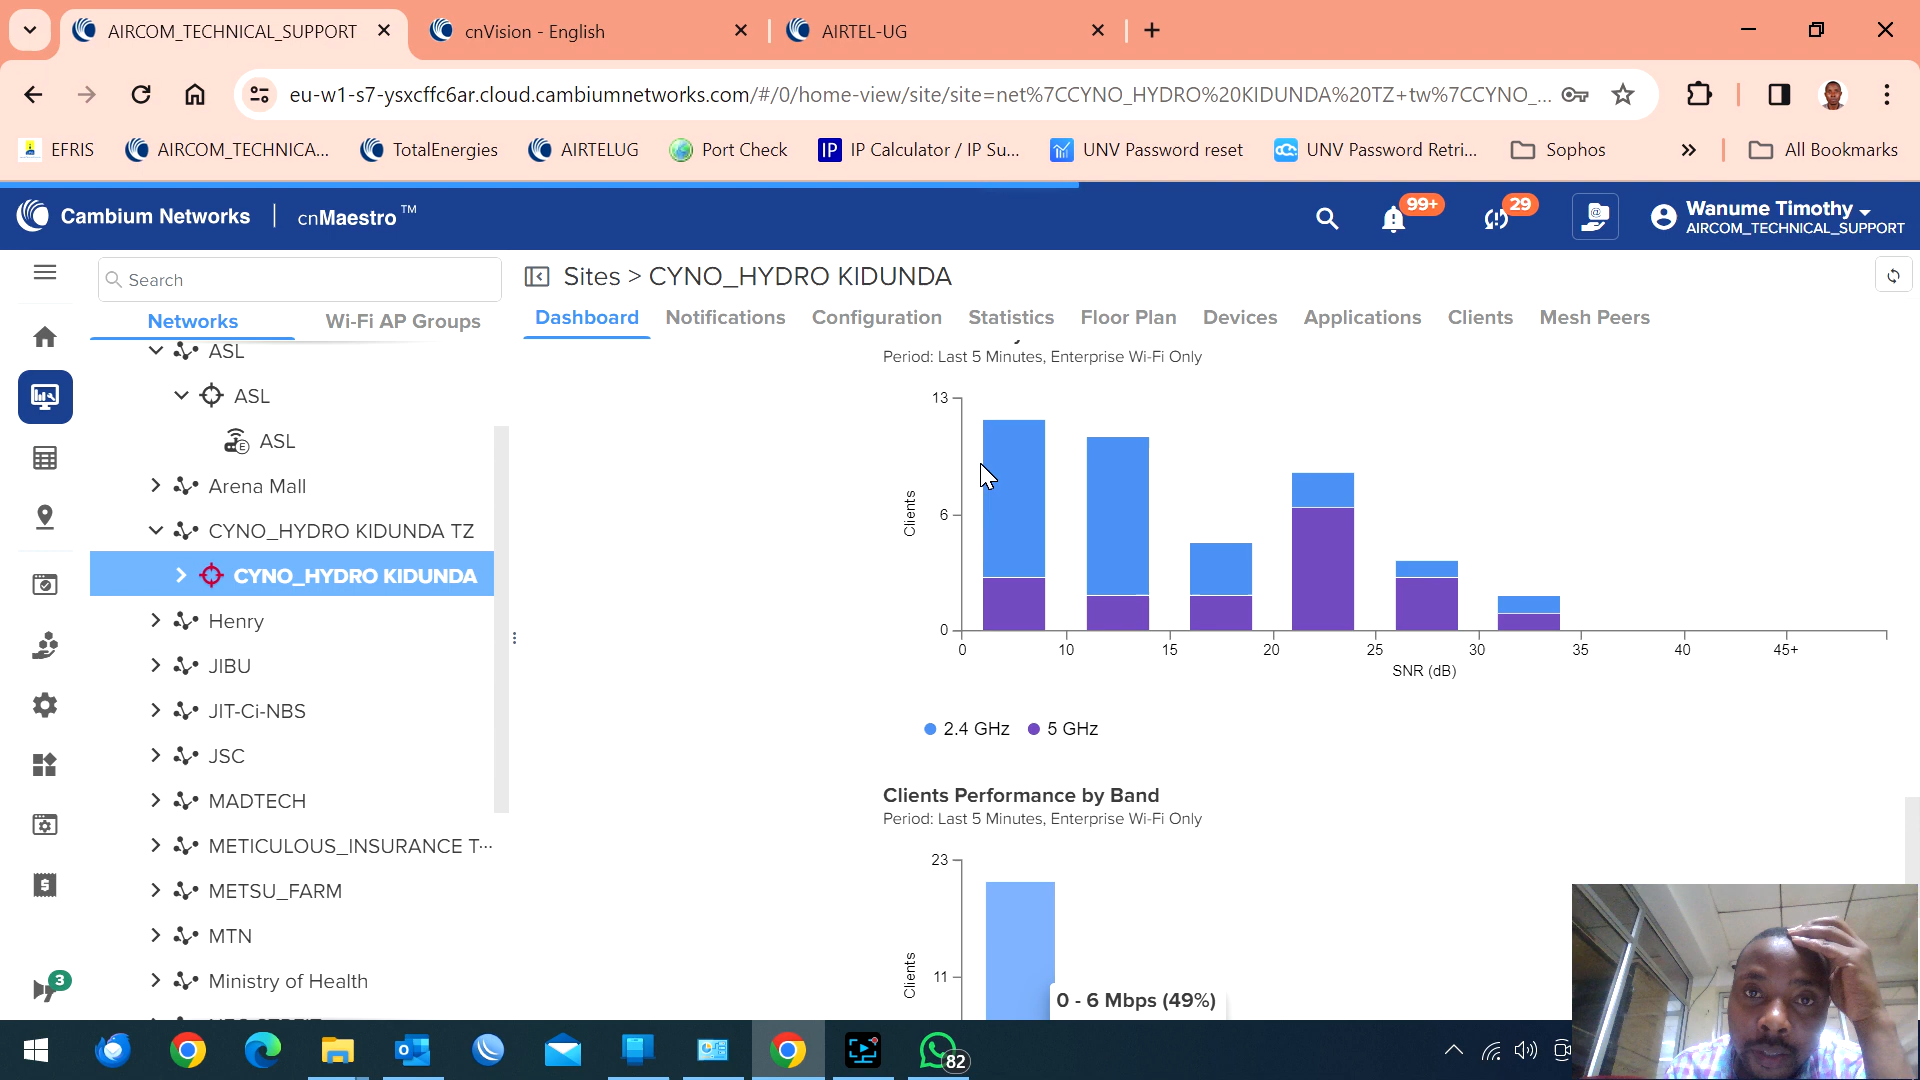 AIRCOM_TECHNICAL_SUPPORT
cnVision - English
AIRTEL-UG
eu-w1-s7-ysxcffc6ar.cloud.cambiumnetworks.com/#/0/home-view/site/site=net%7CCYNO_HYDRO%20KIDUNDA%20TZ+tw%7CCYNO_...
EFRIS
AIRCOM_TECHNICA...
TotalEnergies
AIRTELUG
Port Check
IP
IP Calculator / IP Su...
UNV Password reset
UNV Password Retri...
Sophos
All Bookmarks
Cambium Networks
cnMaestro™
99+
29
Wanume Timothy
AIRCOM_TECHNICAL_SUPPORT
Search
Sites > CYNO_HYDRO KIDUNDA
Networks
Wi-Fi AP Groups
Dashboard
Notifications
Configuration
Statistics
Floor Plan
Devices
Applications
Clients
Mesh Peers
ASL
ASL
ASL
Arena Mall
CYNO_HYDRO KIDUNDA TZ
CYNO_HYDRO KIDUNDA
Henry
JIBU
JIT-Ci-NBS
JSC
MADTECH
METICULOUS_INSURANCE T...
METSU_FARM
MTN
Ministry of Health
3
Period: Last 5 Minutes, Enterprise Wi-Fi Only
13
6
0
Clients
0 10 15 20 25 30 35 40 45+
SNR (dB)
2.4 GHz
5 GHz
Clients Performance by Band
Period: Last 5 Minutes, Enterprise Wi-Fi Only
23
11
Clients
0 - 6 Mbps (49%)
82